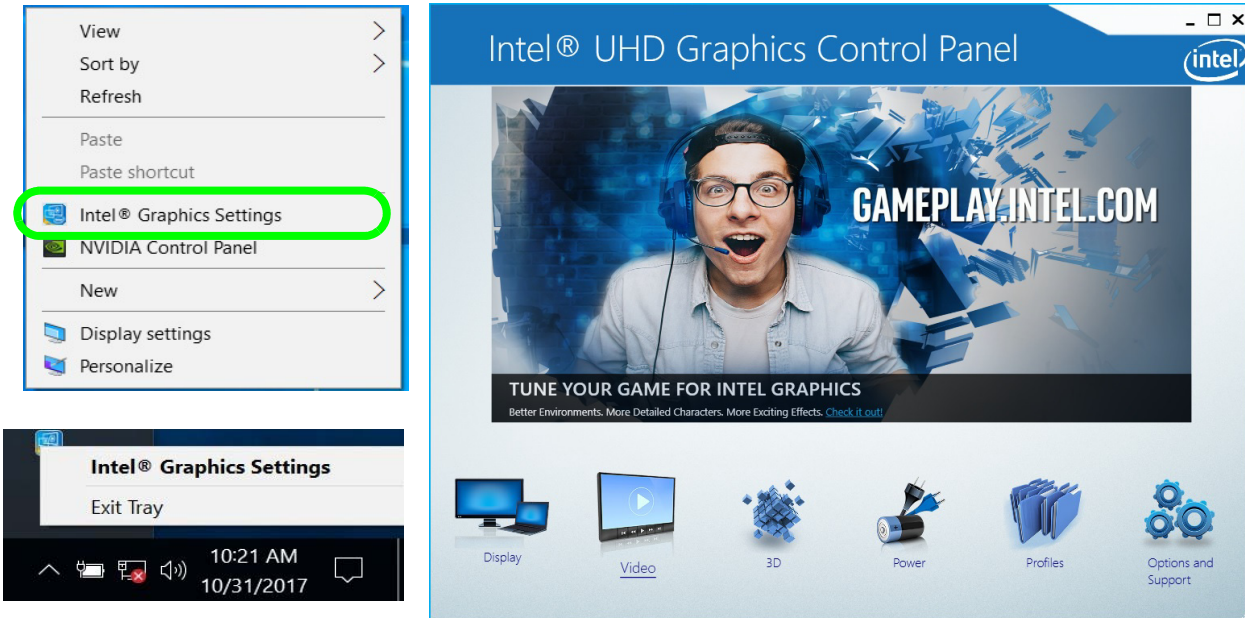 View
Sort by
Refresh
Paste
Paste shortcut
Intel® Graphics Settings
NVIDIA Control Panel
New
Display settings
Personalize
Intel® Graphics Settings
Exit Tray
10:21 AM
10/31/2017
Intel® UHD Graphics Control Panel
intel
GAMEPLAY.INTEL.COM
TUNE YOUR GAME FOR INTEL GRAPHICS
Better Environments. More Detailed Characters. More Exciting Effects. Check it out!
Display
Video
3D
Power
Profiles
Options and
Support